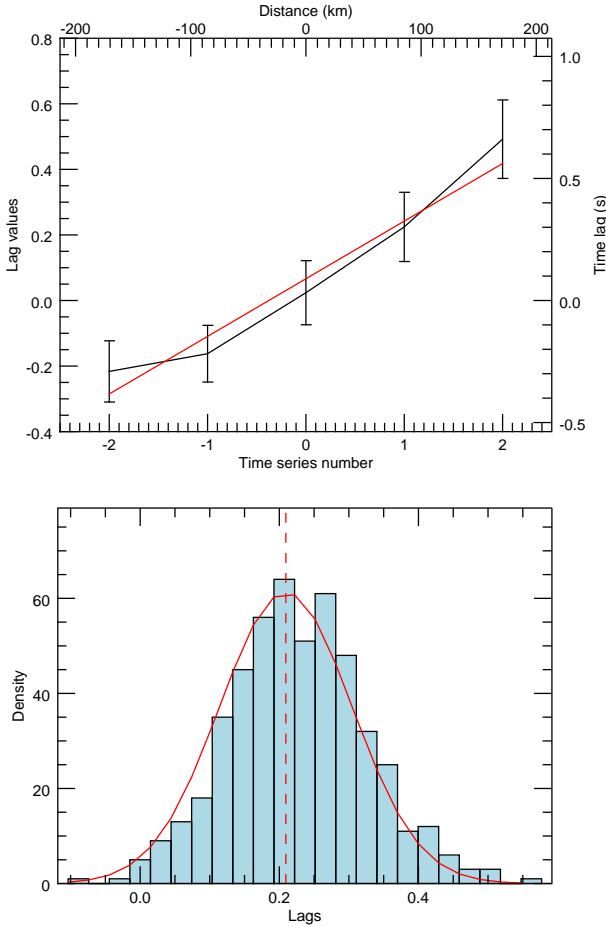 Distance (km)
-200 -100 0 100 200
0.8
0.6
0.4
0.2
0.0
-0.2
-0.4
Lag values
1.0
0.5
0.0
-0.5
Time lag (s)
-2 -1 0 1 2
Time series number
60
40
20
0
Density
0.0 0.2 0.4
Lags